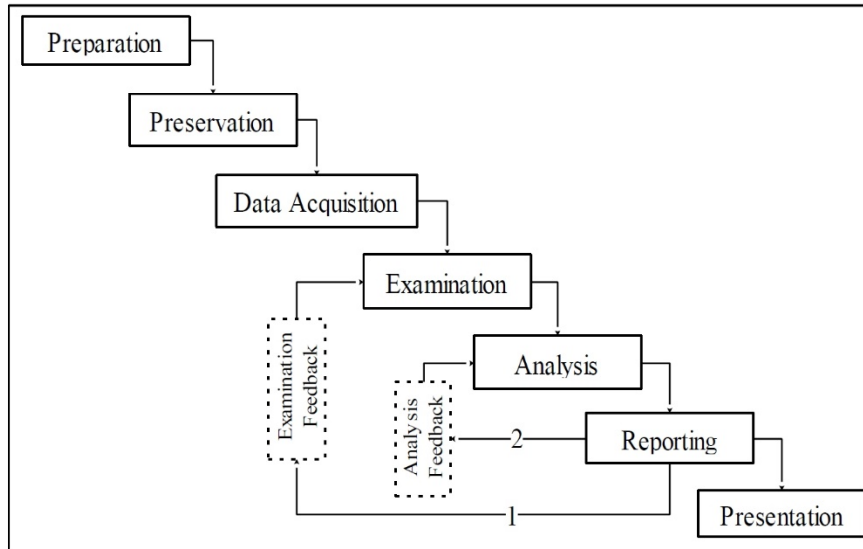 Preparation
Preservation
Data Acquisition
Examination
Examination
Feedback
Analysis
Analysis
Feedback
2
Reporting
1
Presentation